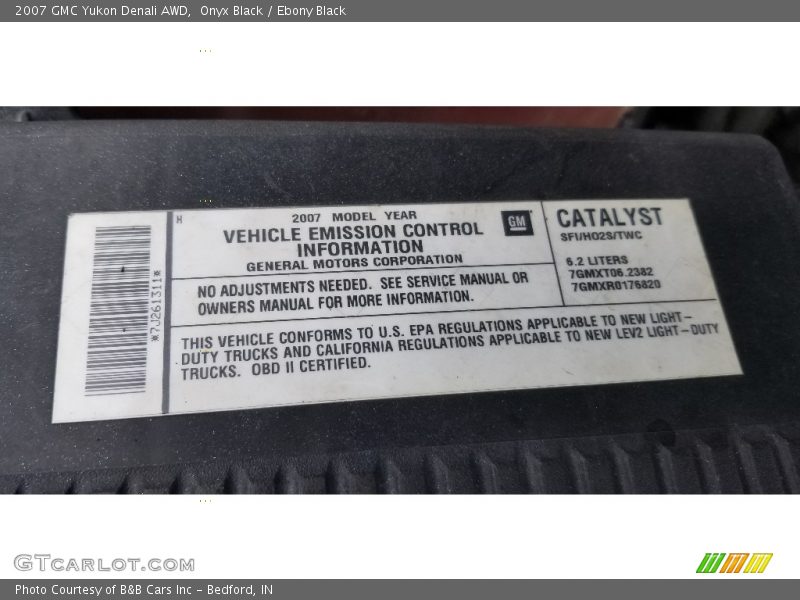 2007 GMC Yukon Denali AWD,  Onyx Black / Ebony Black
H
2007 MODEL YEAR
VEHICLE EMISSION CONTROL
INFORMATION
GENERAL MOTORS CORPORATION
GM
CATALYST
SFI/HO2S/TWC
6.2 LITERS
7GMXT06.2382
7GMXR0176820
NO ADJUSTMENTS NEEDED. SEE SERVICE MANUAL OR
OWNERS MANUAL FOR MORE INFORMATION.
THIS VEHICLE CONFORMS TO U.S. EPA REGULATIONS APPLICABLE TO NEW LIGHT-
DUTY TRUCKS AND CALIFORNIA REGULATIONS APPLICABLE TO NEW LEV2 LIGHT-DUTY
TRUCKS. OBD II CERTIFIED.
*7J261311*
GTCARLOT.COM
Photo Courtesy of B&B Cars Inc - Bedford, IN